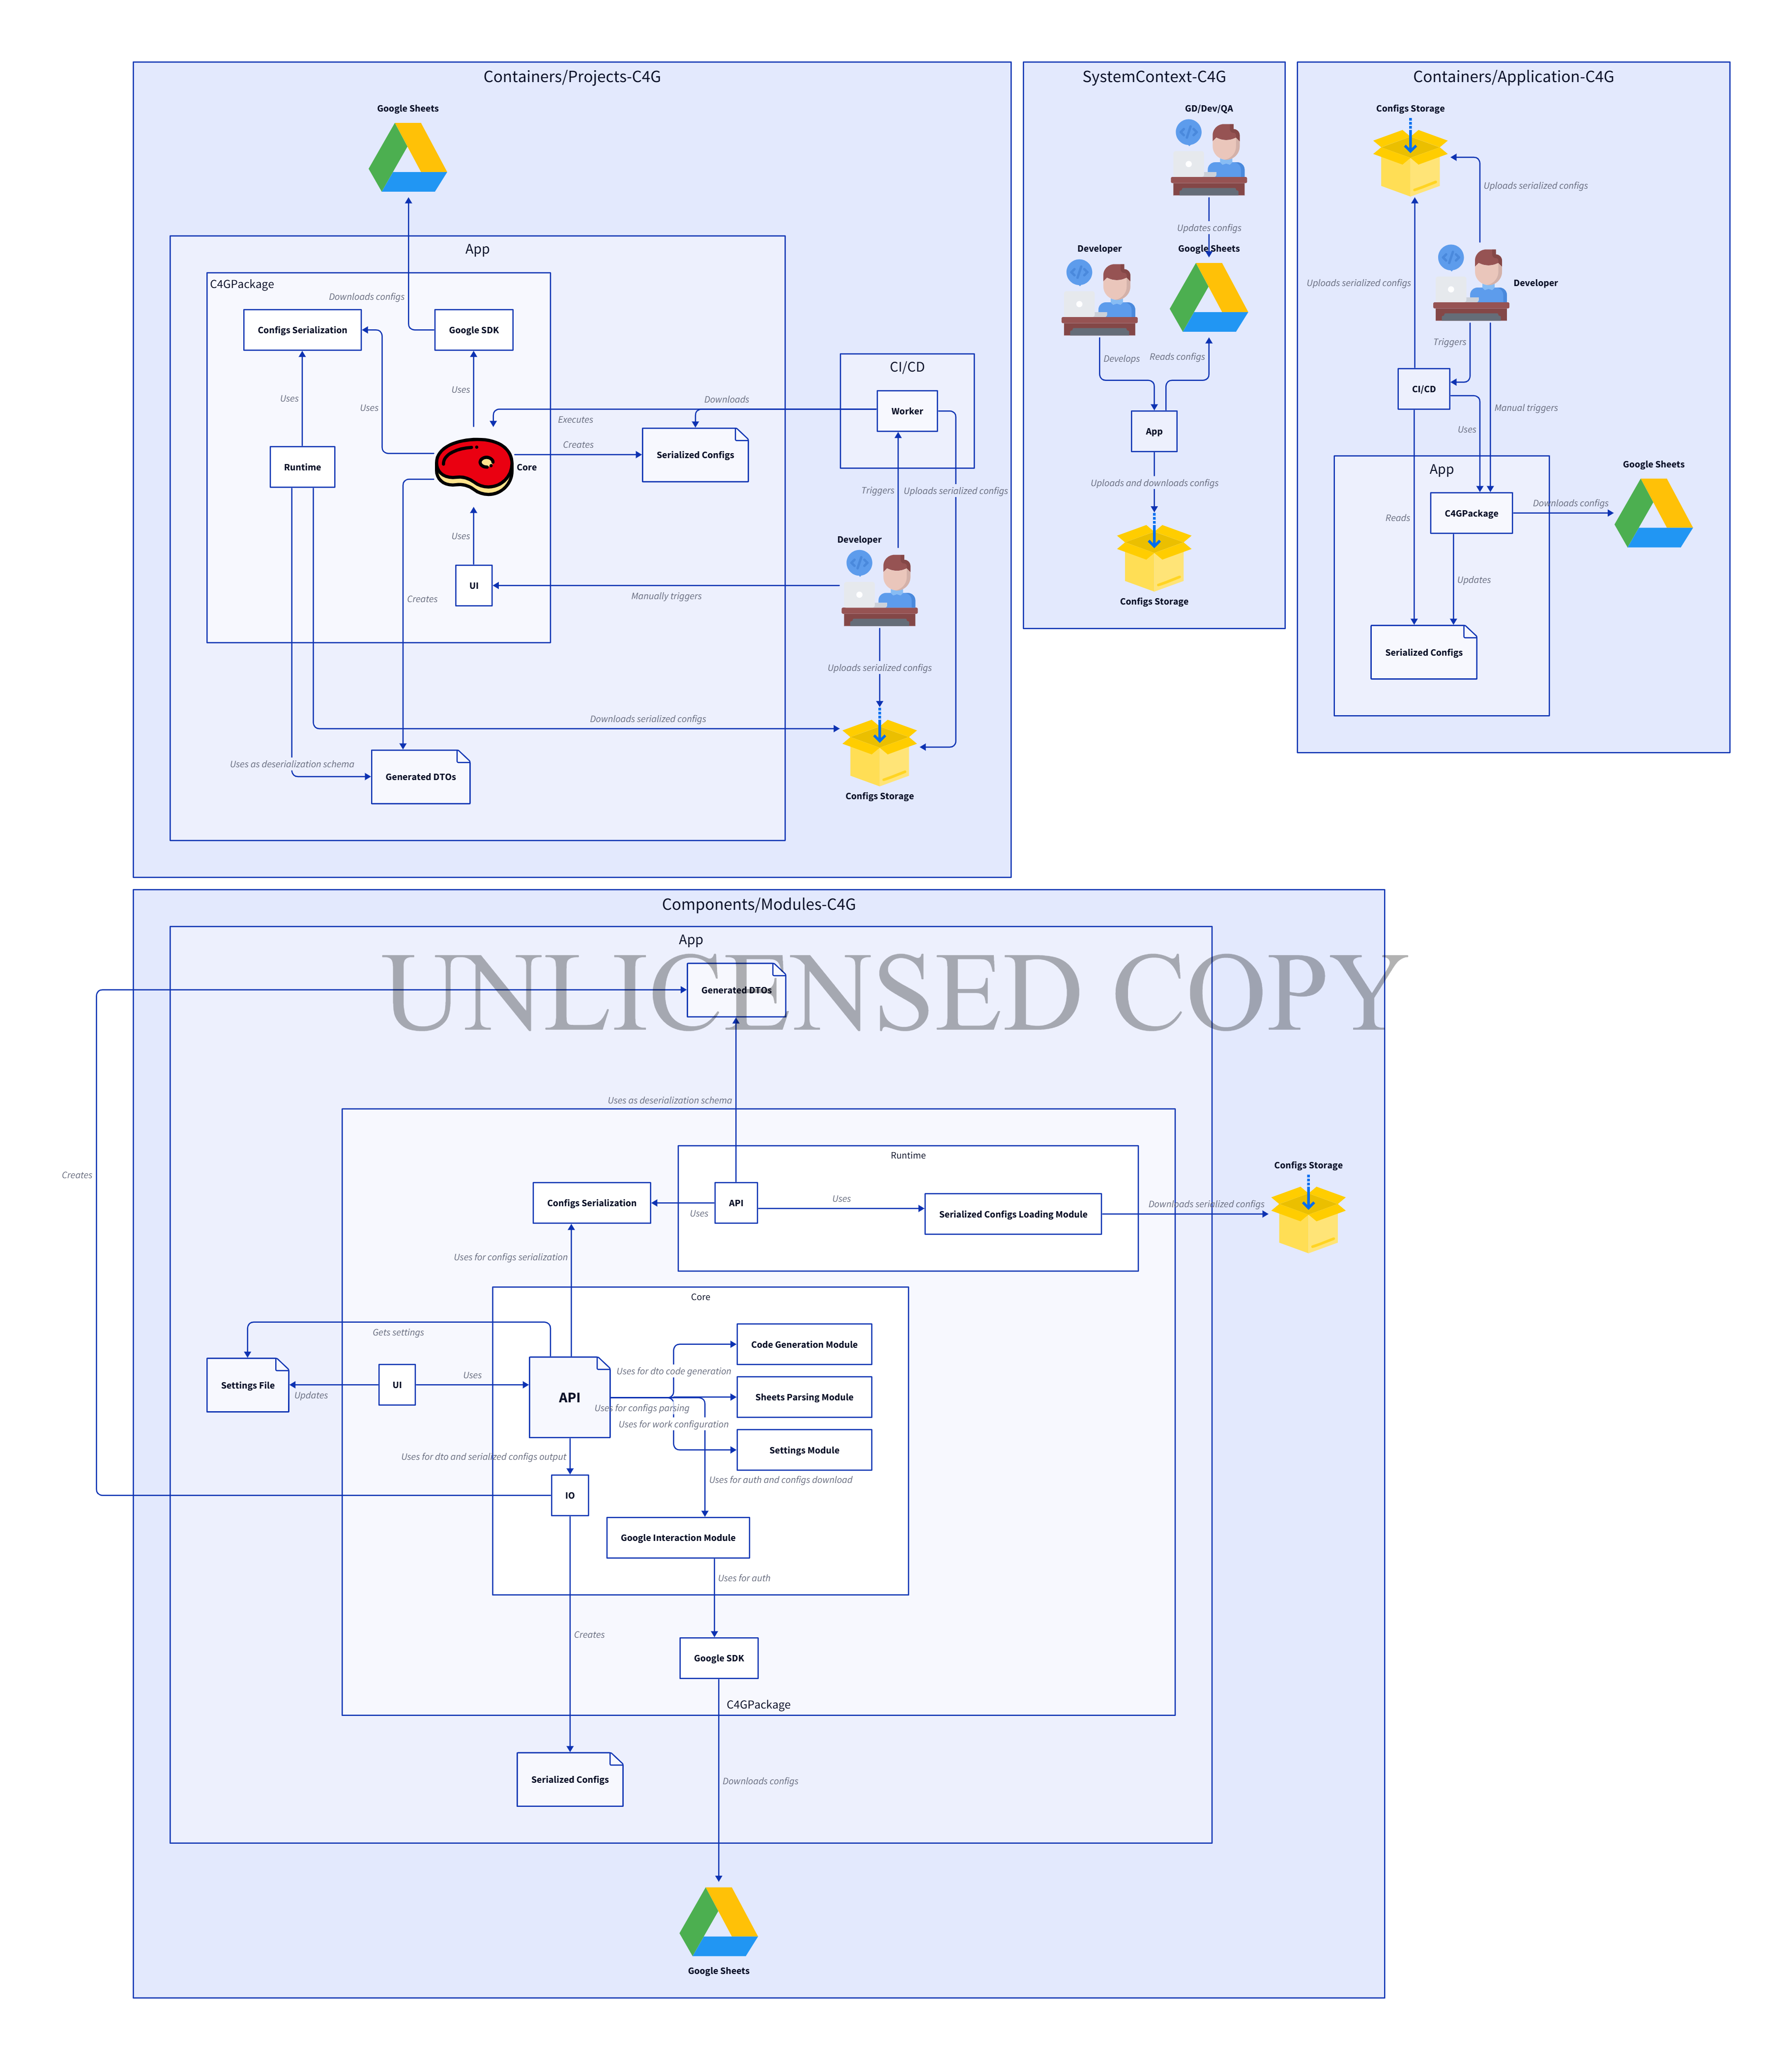 Containers/Projects-C4G
Google Sheets
App
C4GPackage
Downloads configs
Configs Serialization
Google SDK
Uses
Uses
Uses
Runtime
Core
Creates
Executes
Downloads
Serialized Configs
CI/CD
Worker
Triggers
Uploads serialized configs
Developer
Uses
UI
Manually triggers
Creates
Uploads serialized configs
Downloads serialized configs
Uses as deserialization schema
Generated DTOs
Configs Storage
SystemContext-C4G
GD/Dev/QA
Updates configs
Developer
Google Sheets
Develops
Reads configs
App
Uploads and downloads configs
Configs Storage
Containers/Application-C4G
Configs Storage
Uploads serialized configs
Uploads serialized configs
Developer
Triggers
CI/CD
Manual triggers
Uses
App
Google Sheets
C4GPackage
Downloads configs
Reads
Updates
Serialized Configs
Components/Modules-C4G
App
UNLICENSED COPY
Generated DTOs
Uses as deserialization schema
Creates
Runtime
Configs Storage
Configs Serialization
Uses
API
Uses
Serialized Configs Loading Module
Downloads serialized configs
Uses for configs serialization
Core
Gets settings
Code Generation Module
Uses for dto code generation
Settings File
Updates
UI
Uses
API
Sheets Parsing Module
Uses for configs parsing
Uses for work configuration
Settings Module
Uses for dto and serialized configs output
Uses for auth and configs download
IO
Google Interaction Module
Uses for auth
Creates
Google SDK
C4GPackage
Serialized Configs
Downloads configs
Google Sheets